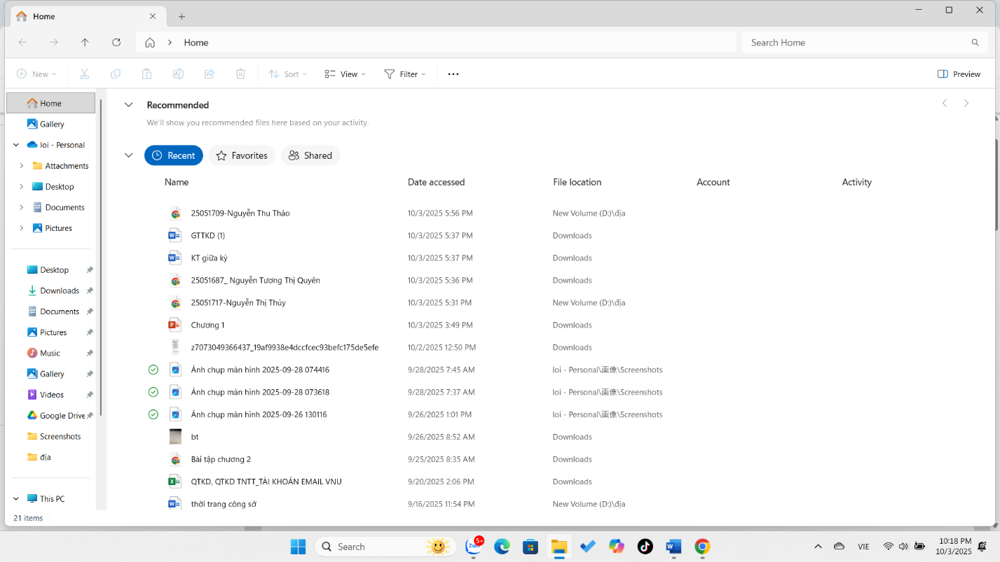 Home
Home
Search Home
New
Sort
View
Filter
Preview
Home
Gallery
loi - Personal
Attachments
Desktop
Documents
Pictures
Desktop
Downloads
Documents
Pictures
Music
Gallery
Videos
Google Drive
Screenshots
địa
This PC
21 items
Recommended
We'll show you recommended files here based on your activity.
Recent Favorites Shared
Name Date accessed File location Account Activity
25051709-Nguyễn Thu Thảo 10/3/2025 5:56 PM New Volume (D:)\địa
GTTKD (1) 10/3/2025 5:37 PM Downloads
KT giữa kỳ 10/3/2025 5:37 PM Downloads
25051687_ Nguyễn Tương Thị Quyên 10/3/2025 5:36 PM Downloads
25051717-Nguyễn Thị Thúy 10/3/2025 5:31 PM New Volume (D:)\địa
Chương 1 10/3/2025 3:49 PM Downloads
z7073049366437_19af9938e4dccfcec93befc175de5efe 10/2/2025 12:50 PM Downloads
Ảnh chụp màn hình 2025-09-28 074416 9/28/2025 7:45 AM loi - Personal\画像\Screenshots
Ảnh chụp màn hình 2025-09-28 073618 9/28/2025 7:37 AM loi - Personal\画像\Screenshots
Ảnh chụp màn hình 2025-09-26 130116 9/26/2025 1:01 PM loi - Personal\画像\Screenshots
bt 9/26/2025 8:52 AM Downloads
Bài tập chương 2 9/25/2025 8:35 AM Downloads
QTKD, QTKD TNTT_TÀI KHOẢN EMAIL VNU 9/20/2025 2:06 PM Downloads
thời trang công sở 9/16/2025 11:54 PM New Volume (D:)\địa
Search
Zalo 5+
VIE
10:18 PM
10/3/2025